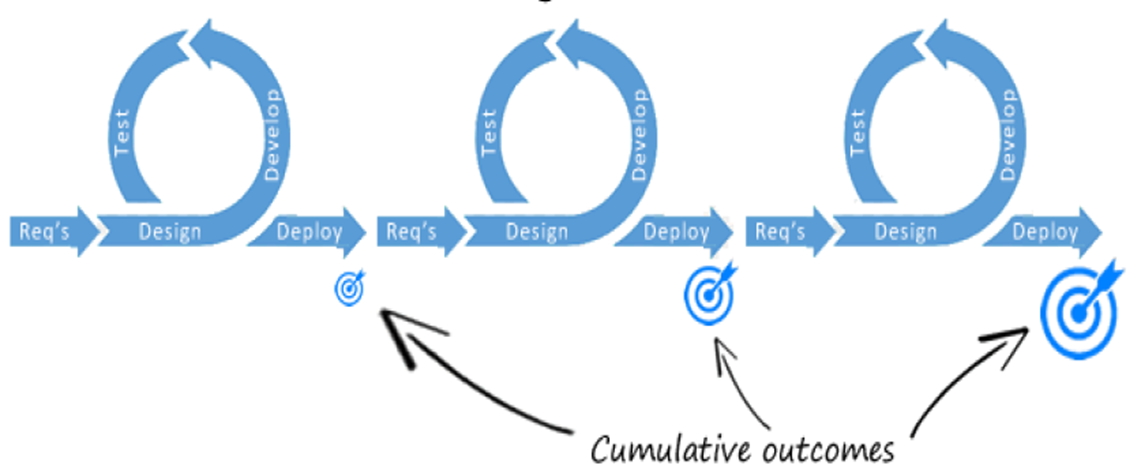 Test
Develop
Req's
Design
Deploy
Test
Develop
Req's
Design
Deploy
Test
Develop
Req's
Design
Deploy
Cumulative outcomes